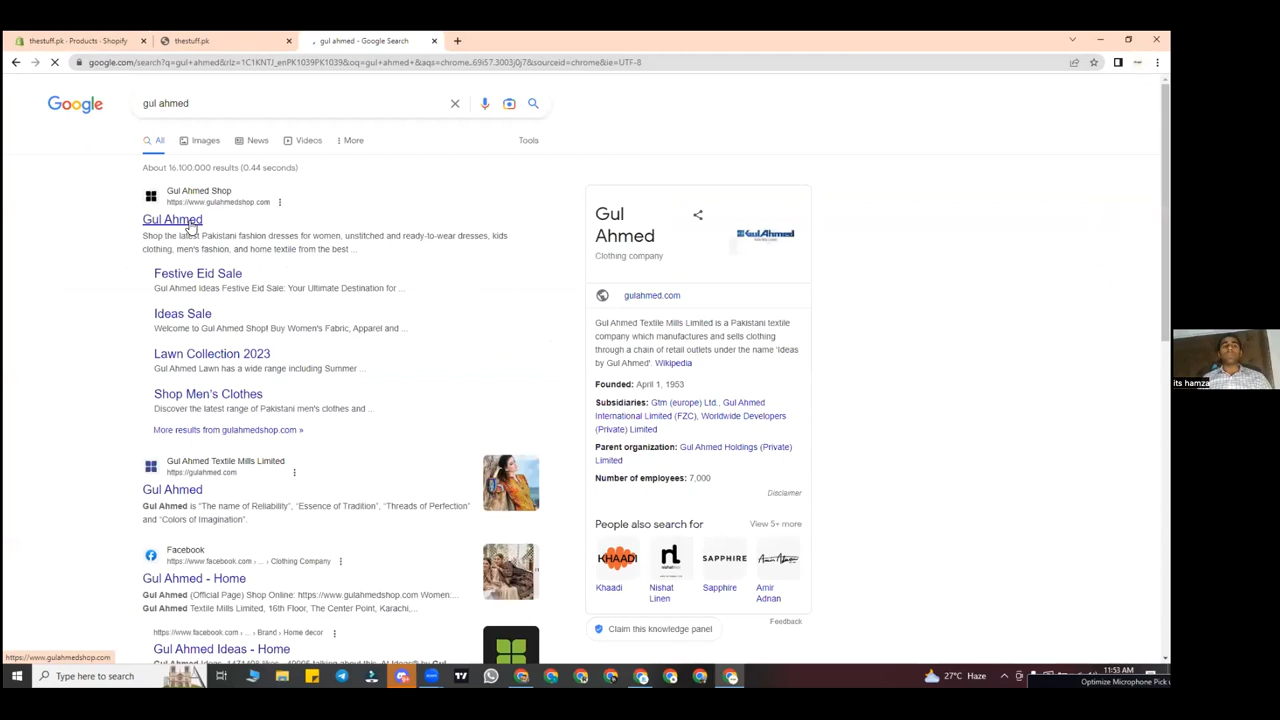 thestuff.pk · Products · Shopify
thestuff.pk
gul ahmed - Google Search
google.com/search?q=gul+ahmed&rlz=1C1KNTJ_enPK1039PK1039&oq=gul+ahmed+&aqs=chrome..69i57.3003j0j7&sourceid=chrome&ie=UTF-8
Google
gul ahmed
All
Images
News
Videos
More
Tools
About 16,100,000 results (0.44 seconds)
Gul Ahmed Shop
https://www.gulahmedshop.com
Gul Ahmed
Shop the latest Pakistani fashion dresses for women, unstitched and ready-to-wear dresses, kids
clothing, men's fashion, and home textile from the best ...
Festive Eid Sale
Gul Ahmed Ideas Festive Eid Sale: Your Ultimate Destination for ...
Ideas Sale
Welcome to Gul Ahmed Shop! Buy Women's Fabric, Apparel and ...
Lawn Collection 2023
Gul Ahmed Lawn has a wide range including Summer ...
Shop Men's Clothes
Discover the latest range of Pakistani men's clothes and ...
More results from gulahmedshop.com »
Gul Ahmed Textile Mills Limited
https://gulahmed.com
Gul Ahmed
Gul Ahmed is "The name of Reliability", "Essence of Tradition", "Threads of Perfection"
and "Colors of Imagination".
Facebook
https://www.facebook.com › ... › Clothing Company
Gul Ahmed - Home
Gul Ahmed (Official Page) Shop Online: https://www.gulahmedshop.com Women:...
Gul Ahmed Textile Mills Limited, 16th Floor, The Center Point, Karachi,...
https://www.facebook.com › ... › Brand › Home decor
Gul Ahmed Ideas - Home
Gul
Ahmed
GulAhmed
Clothing company
gulahmed.com
Gul Ahmed Textile Mills Limited is a Pakistani textile
company which manufactures and sells clothing
through a chain of retail outlets under the name 'Ideas
by Gul Ahmed'. Wikipedia
Founded: April 1, 1953
Subsidiaries: Gtm (europe) Ltd., Gul Ahmed
International Limited (FZC), Worldwide Developers
(Private) Limited
Parent organization: Gul Ahmed Holdings (Private)
Limited
Number of employees: 7,000
Disclaimer
People also search for
View 5+ more
KHAADI
nL
SAPPHIRE
Amir Adnan
Khaadi
Nishat
Linen
Sapphire
Amir
Adnan
Feedback
Claim this knowledge panel
https://www.gulahmedshop.com
its hamza
Type here to search
27°C Haze
11:53 AM
Optimize Microphone Pick